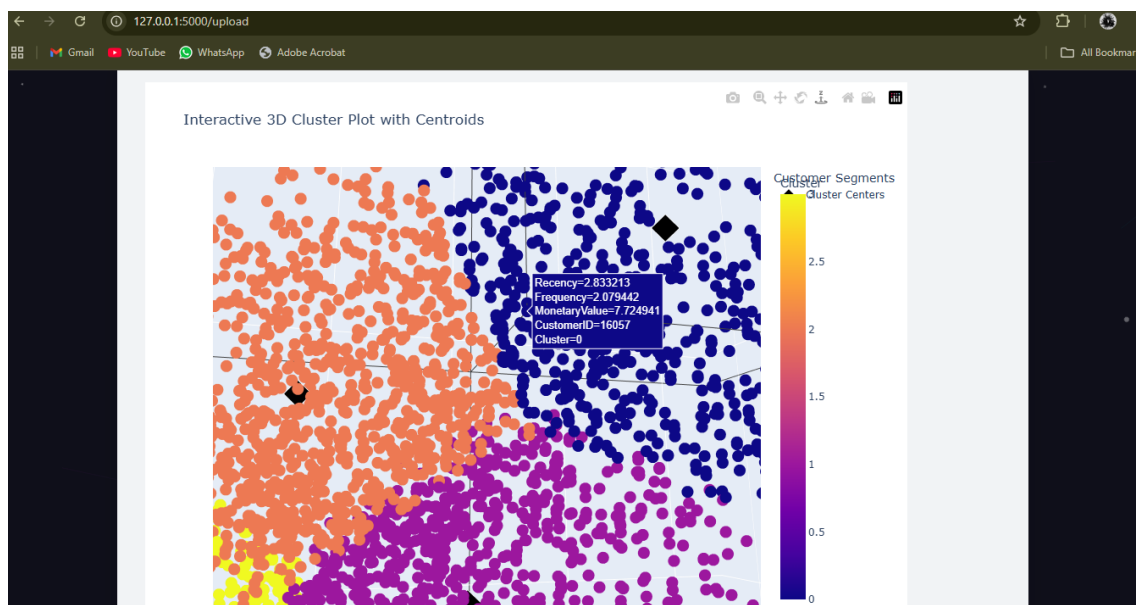 127.0.0.1:5000/upload
Gmail YouTube WhatsApp Adobe Acrobat All Bookmar
Interactive 3D Cluster Plot with Centroids
Customer Segments
Cluster
Cluster Centers
3
2.5
2
1.5
1
0.5
0
Recency=2.833213
Frequency=2.079442
MonetaryValue=7.724941
CustomerID=16057
Cluster=0